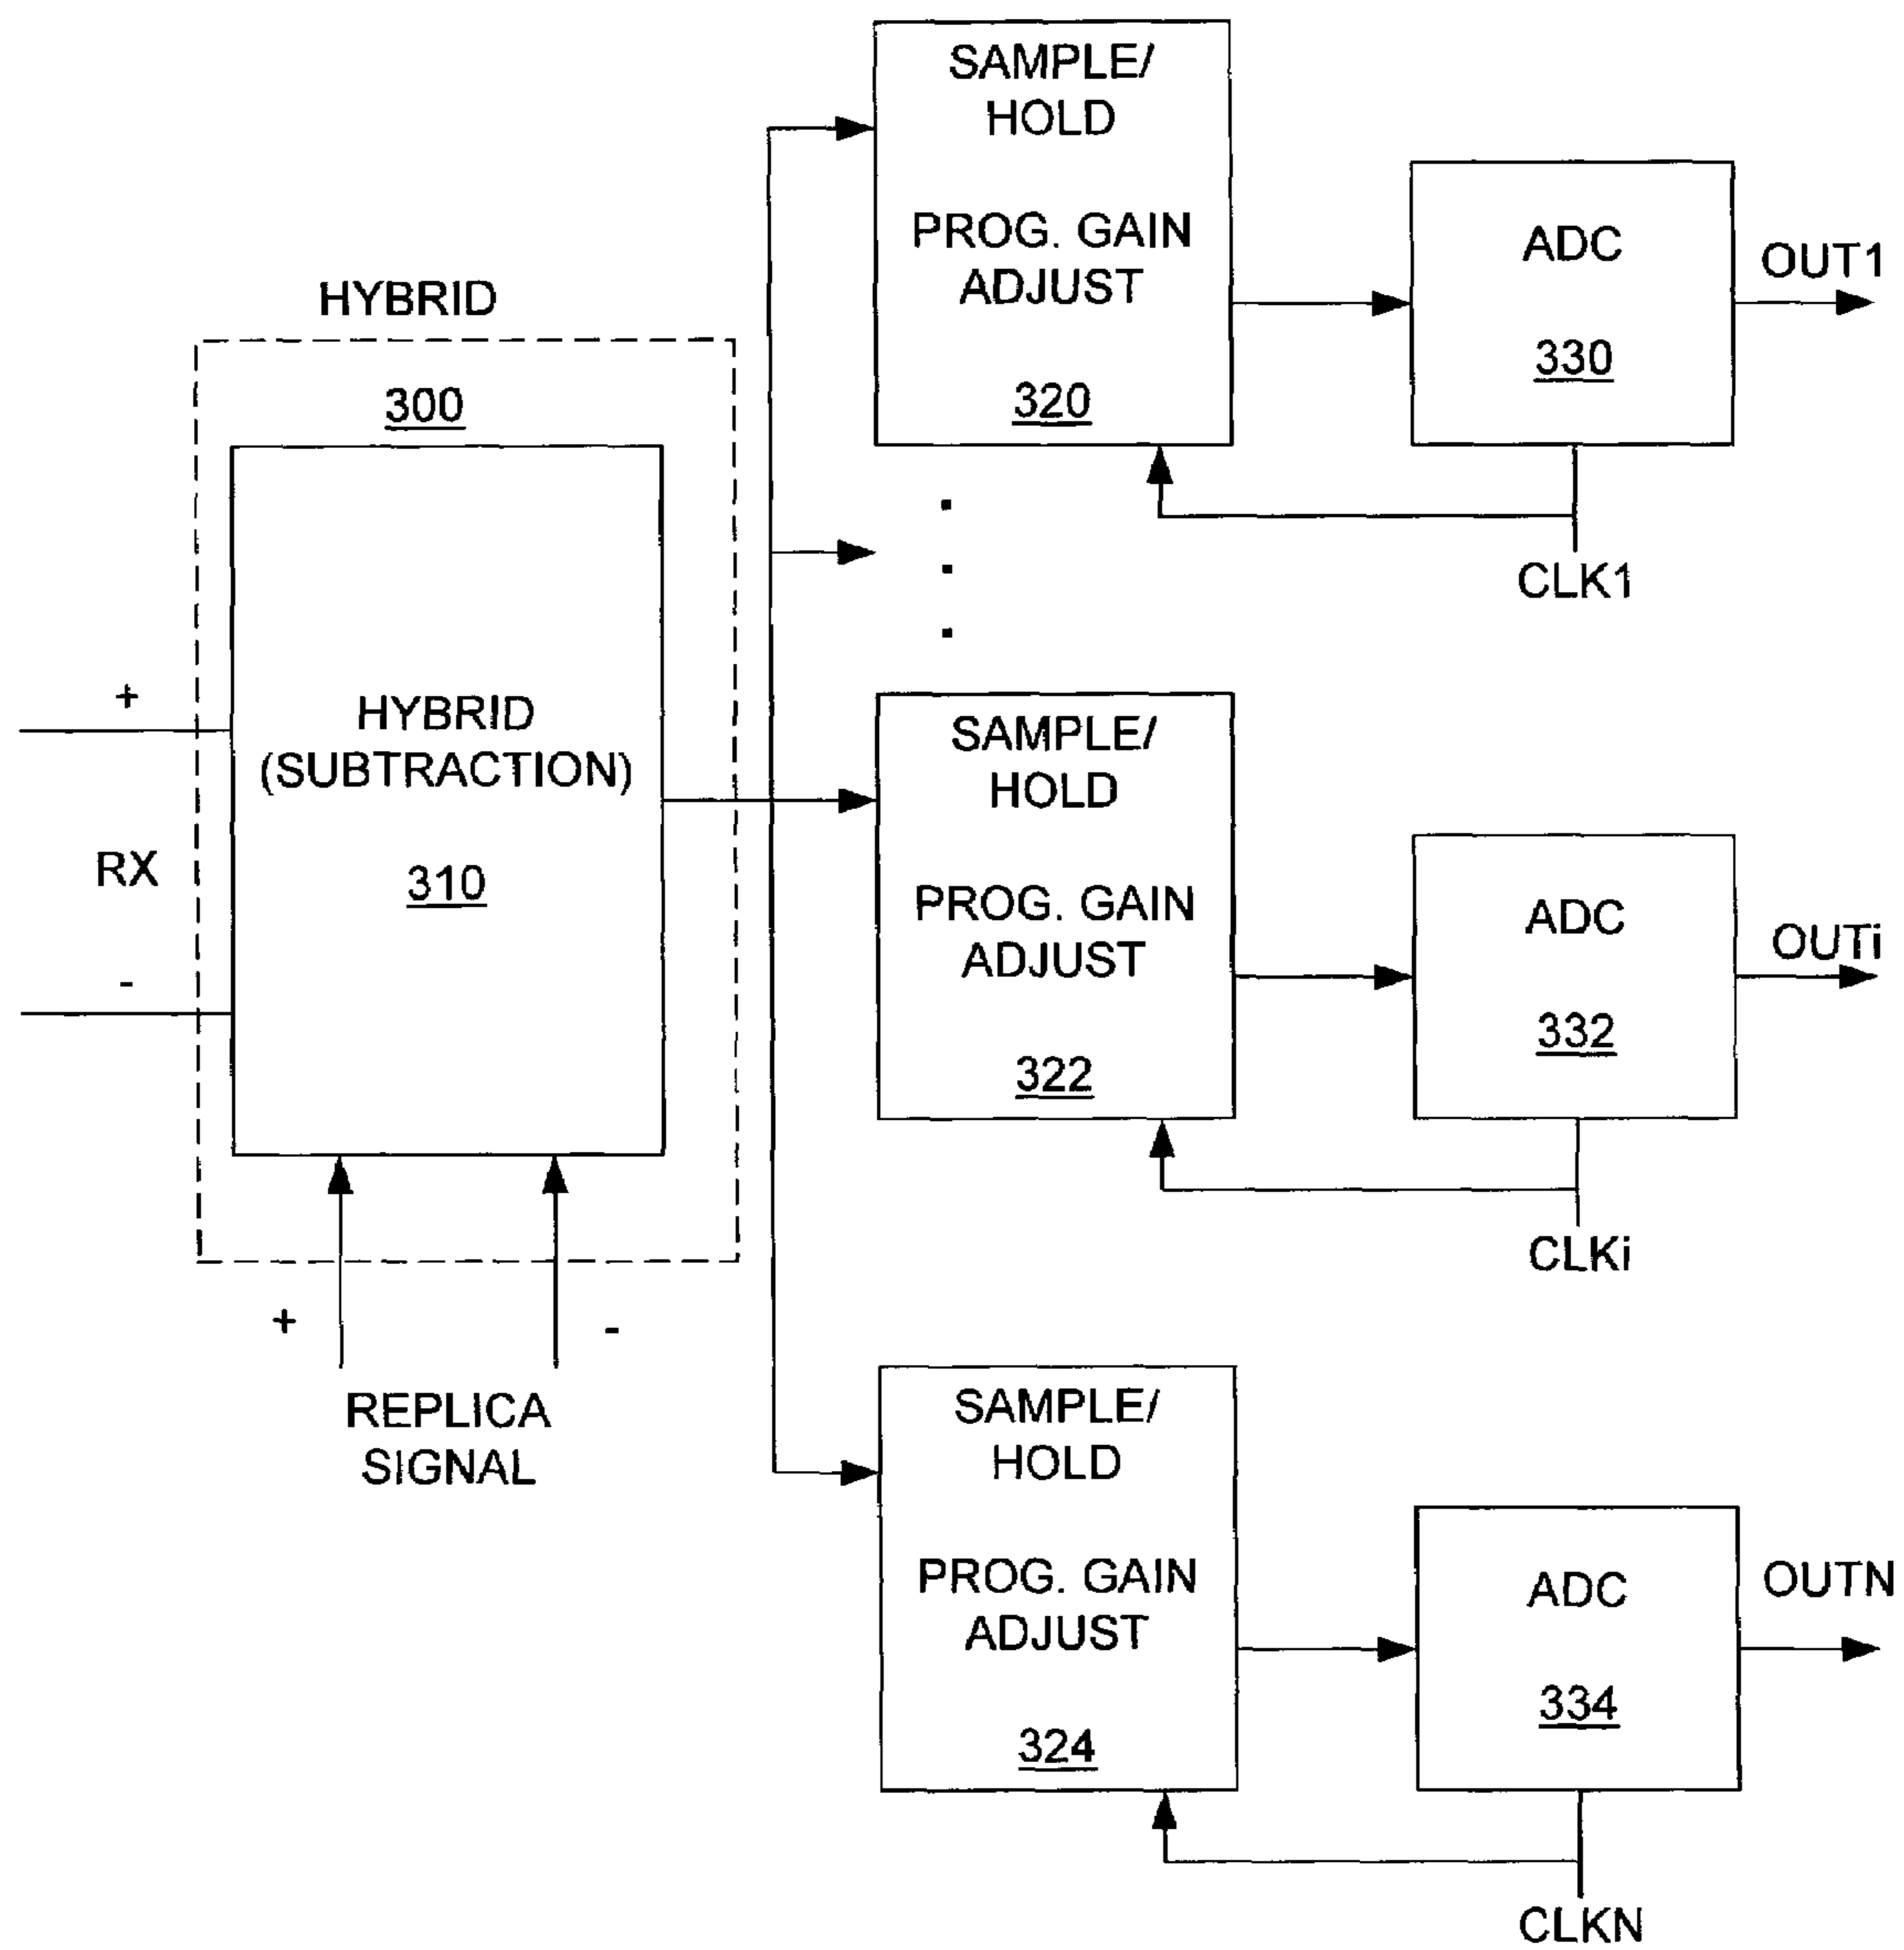 SAMPLE/
HOLD
PROG. GAIN
ADJUST
320
ADC
330
OUT1
CLK1
HYBRID
300
HYBRID
(SUBTRACTION)
310
+
RX
-
+
-
REPLICA
SIGNAL
SAMPLE/
HOLD
PROG. GAIN
ADJUST
322
ADC
332
OUTi
CLKi
SAMPLE/
HOLD
PROG. GAIN
ADJUST
324
ADC
334
OUTN
CLKN